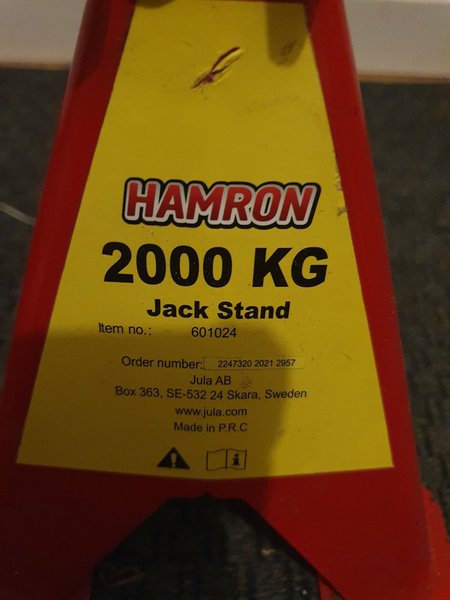 HAMRON
2000 KG
Jack Stand
Item no.: 601024
Order number: 2247320 2021 2957
Jula AB
Box 363, SE-532 24 Skara, Sweden
www.jula.com
Made in P.R.C